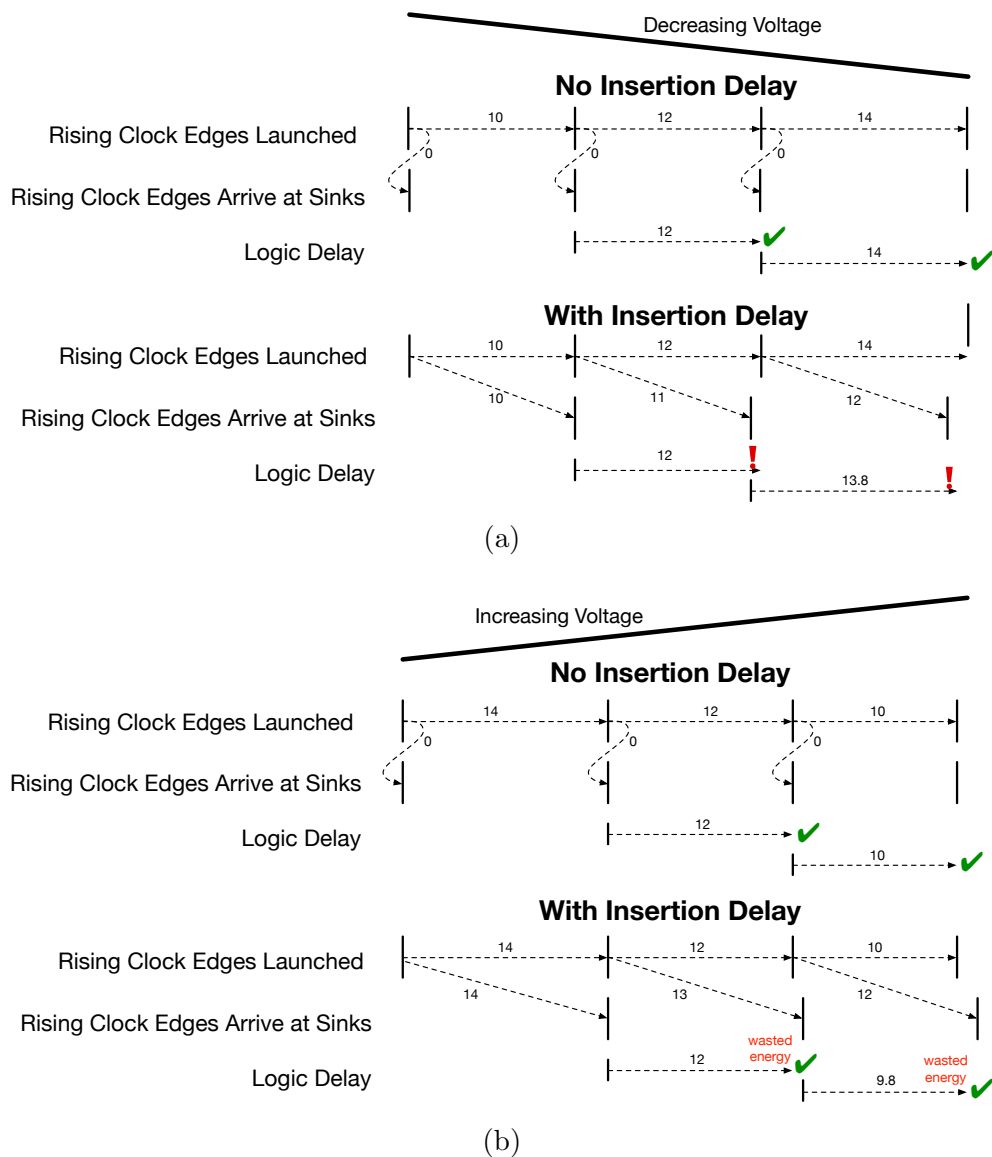 Decreasing Voltage
No Insertion Delay
Rising Clock Edges Launched
10
12
14
0
0
0
Rising Clock Edges Arrive at Sinks
Logic Delay
12
14
With Insertion Delay
Rising Clock Edges Launched
10
12
14
10
11
12
Rising Clock Edges Arrive at Sinks
Logic Delay
12
!
13.8
!
(a)
Increasing Voltage
No Insertion Delay
Rising Clock Edges Launched
14
12
10
0
0
0
Rising Clock Edges Arrive at Sinks
Logic Delay
12
10
With Insertion Delay
Rising Clock Edges Launched
14
12
10
14
13
12
Rising Clock Edges Arrive at Sinks
Logic Delay
12
wasted
energy
9.8
wasted
energy
(b)